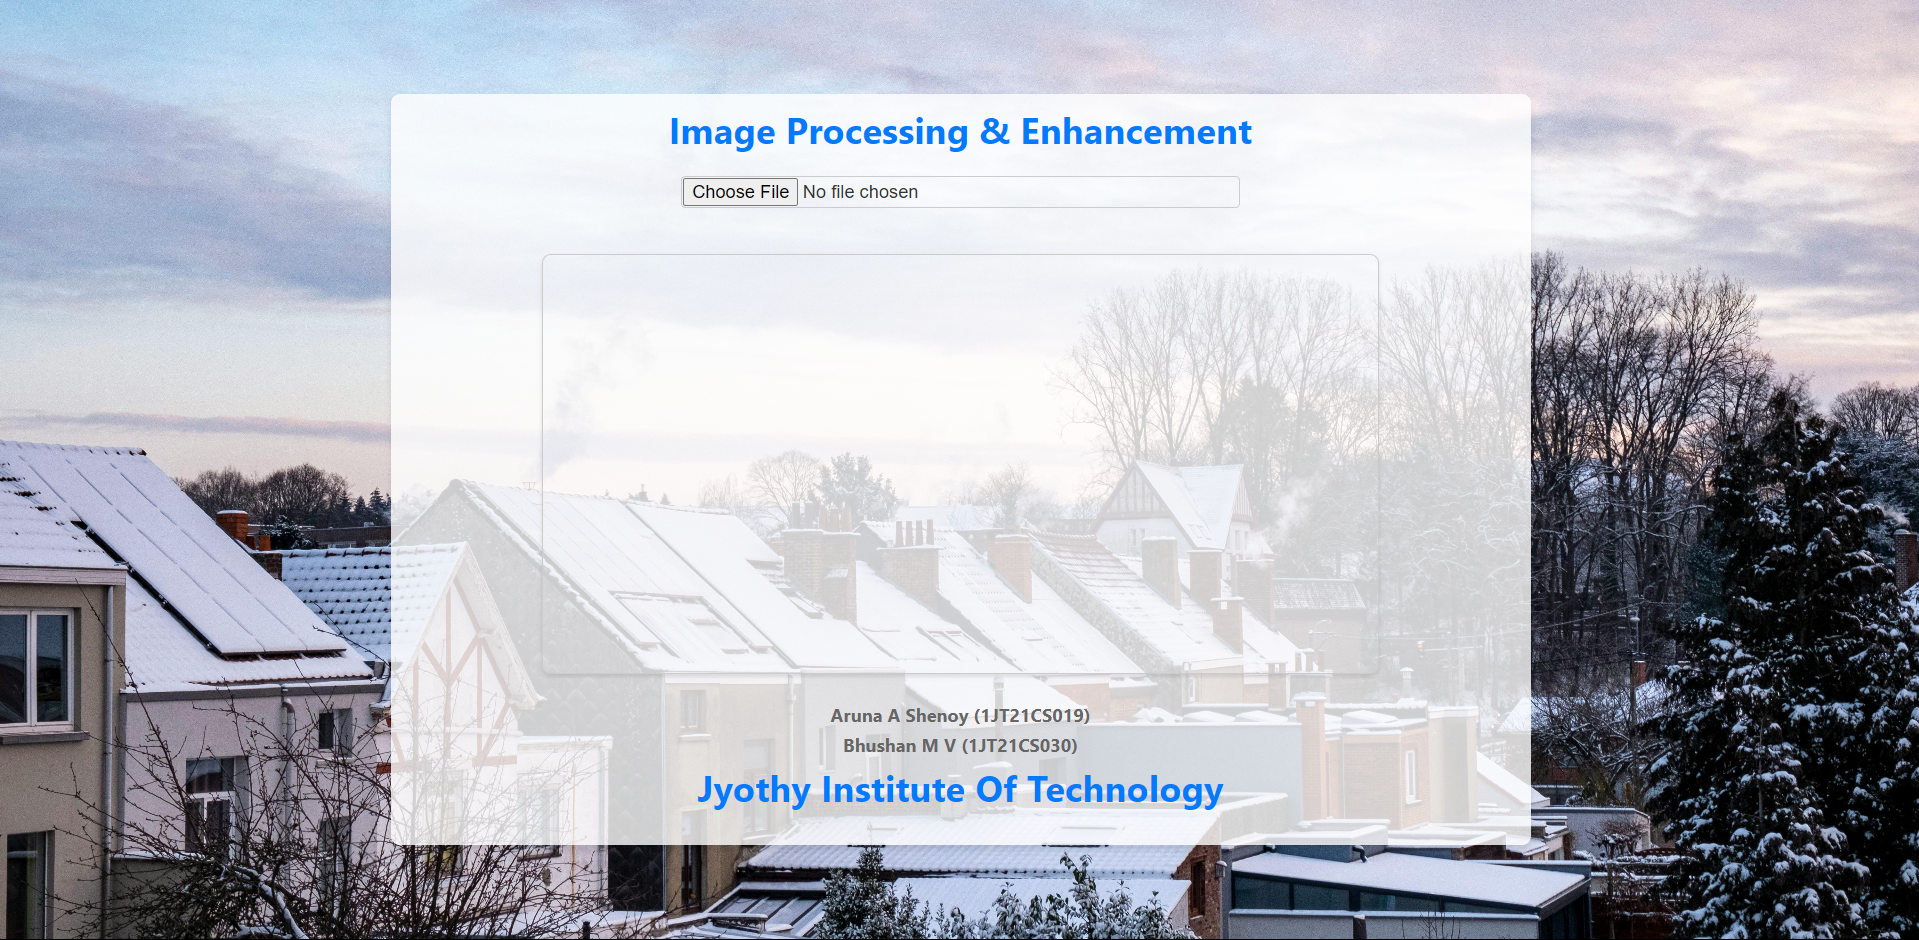 Image Processing & Enhancement
Choose File No file chosen
Aruna A Shenoy (1JT21CS019)
Bhushan M V (1JT21CS030)
Jyothy Institute Of Technology